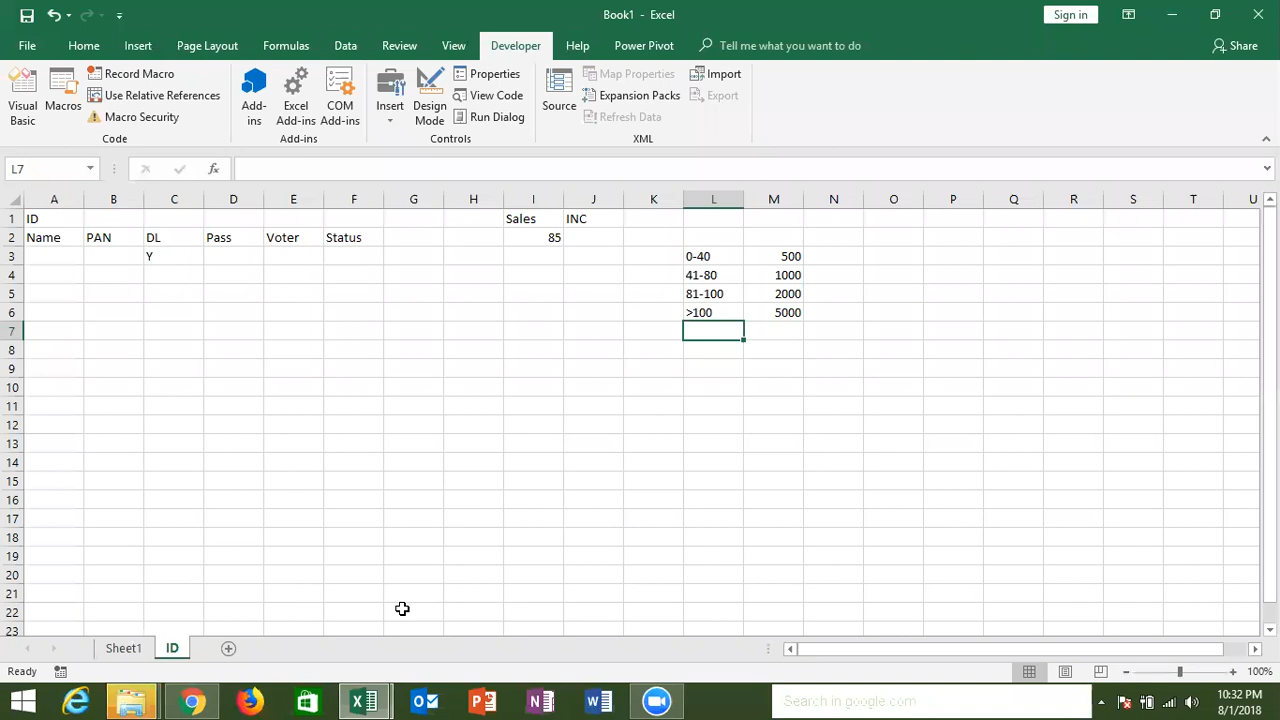 Book1 - Excel
Sign in
File Home Insert Page Layout Formulas Data Review View Developer Help Power Pivot Tell me what you want to do Share
Visual Basic
Macros
Record Macro
Use Relative References
Macro Security
Code
Add-ins
Excel Add-ins
COM Add-ins
Add-ins
Insert
Design Mode
Properties
View Code
Run Dialog
Controls
Source
Map Properties
Expansion Packs
Refresh Data
Import
Export
XML
L7
fx
A B C D E F G H I J K L M N O P Q R S T U
1 ID Sales INC
2 Name PAN DL Pass Voter Status 85
3 Y 0-40 500
4 41-80 1000
5 81-100 2000
6 >100 5000
7
8
9
10
11
12
13
14
15
16
17
18
19
20
21
22
23
Sheet1 ID
Ready 100%
Search in google.com
10:32 PM
8/1/2018